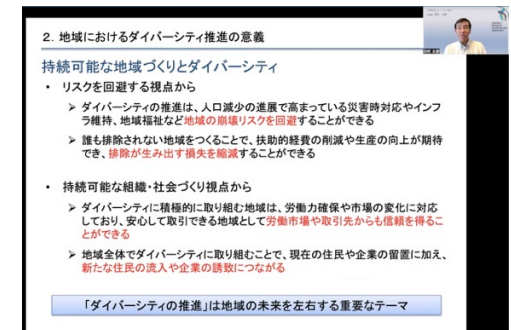 2. 地域におけるダイバーシティ推進の意義
持続可能な地域づくりとダイバーシティ
・ リスクを回避する視点から
➢ ダイバーシティの推進は、人口減少の進展で高まっている災害時対応やインフ
ラ維持、地域福祉など地域の崩壊リスクを回避することができる
➢ 誰も排除されない地域をつくることで、扶助的経費の削減や生産の向上が期待
でき、排除が生み出す損失を縮減することができる
・ 持続可能な組織・社会づくり視点から
➢ ダイバーシティに積極的に取り組む地域は、労働力確保や市場の変化に対応
しており、安心して取引できる地域として労働市場や取引先からも信頼を得るこ
とができる
➢ 地域全体でダイバーシティに取り組むことで、現在の住民や企業の留置に加え、
新たな住民の流入や企業の誘致につながる
「ダイバーシティの推進」は地域の未来を左右する重要なテーマ